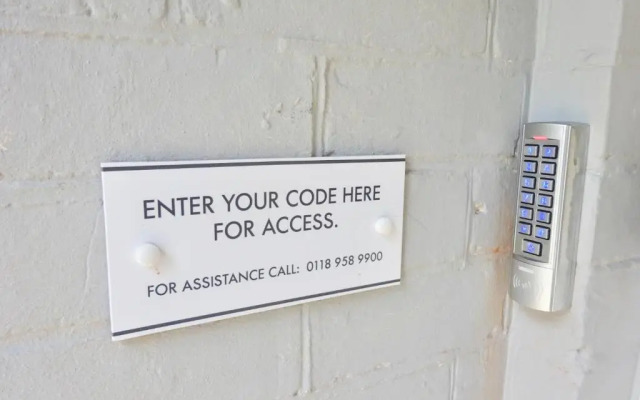 ENTER YOUR CODE HERE
FOR ACCESS.
FOR ASSISTANCE CALL: 0118 958 9900